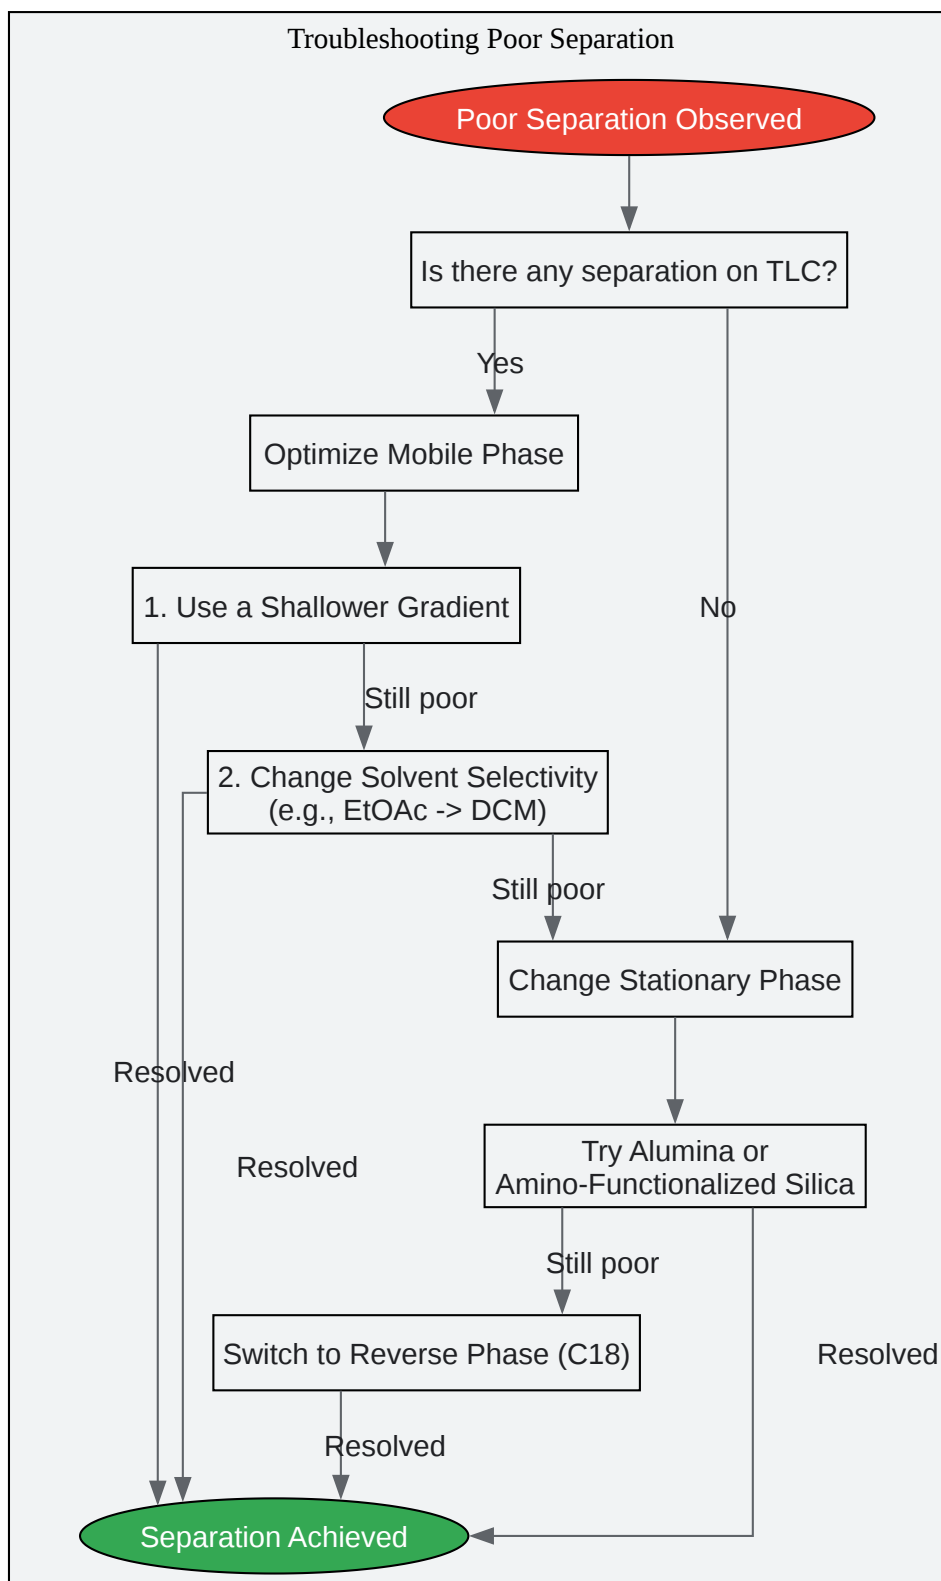 Troubleshooting Poor Separation
Poor Separation Observed
Is there any separation on TLC?
Yes
Optimize Mobile Phase
1. Use a Shallower Gradient
No
Still poor
2. Change Solvent Selectivity
(e.g., EtOAc -> DCM)
Still poor
Change Stationary Phase
Resolved
Try Alumina or
Resolved
Amino-Functionalized Silica
Still poor
Switch to Reverse Phase (C18)
Resolved
Resolved
Separation Achieved